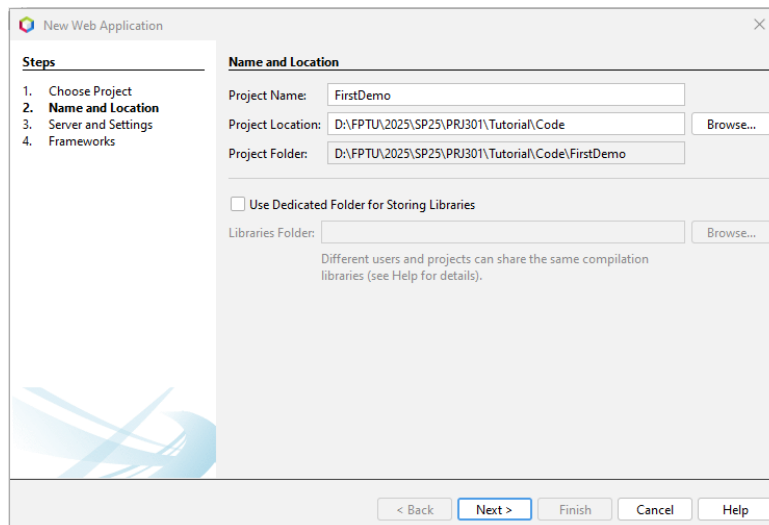 New Web Application
Steps
1. Choose Project
2. Name and Location
3. Server and Settings
4. Frameworks
Name and Location
Project Name: FirstDemo
Project Location: D:\FPTU\2025\SP25\PRJ301\Tutorial\Code Browse...
Project Folder: D:\FPTU\2025\SP25\PRJ301\Tutorial\Code\FirstDemo
Use Dedicated Folder for Storing Libraries
Libraries Folder: Browse...
Different users and projects can share the same compilation
libraries (see Help for details).
< Back Next > Finish Cancel Help